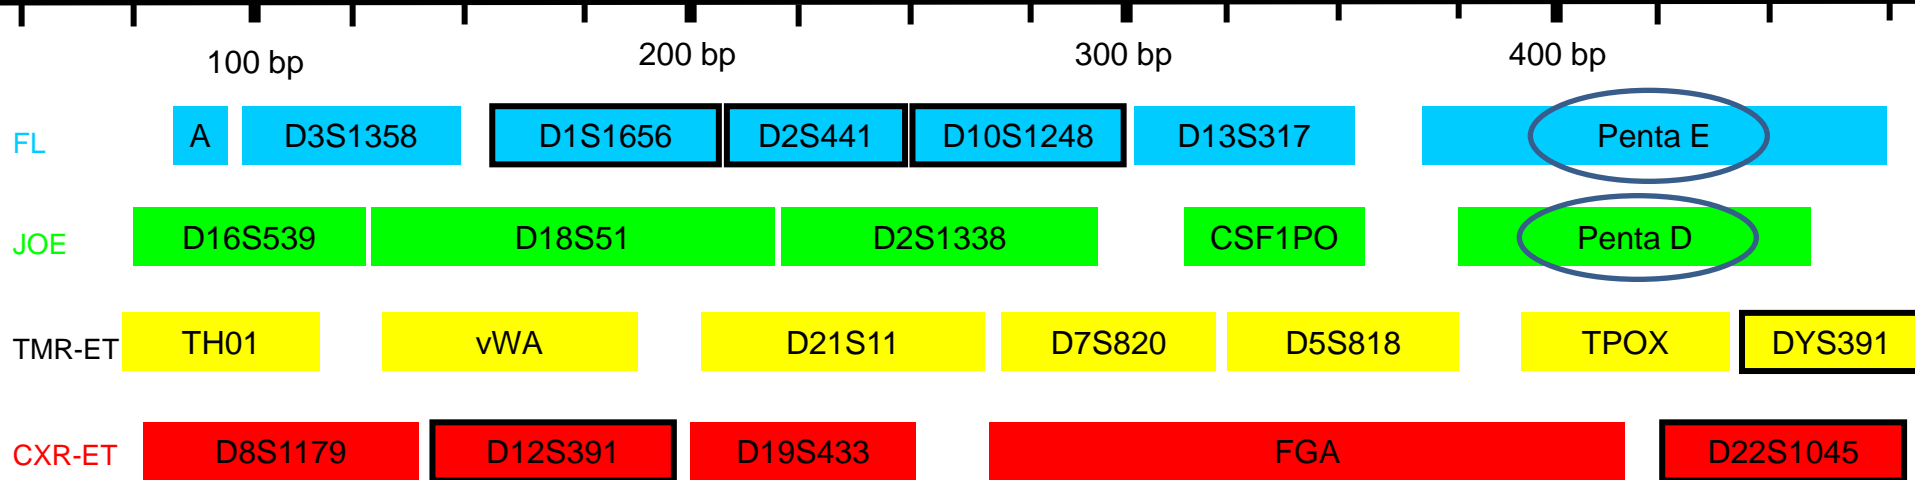 100 bp 200 bp 300 bp 400 bp
FL A D3S1358 D1S1656 D2S441 D10S1248 D13S317 Penta E
JOE D16S539 D18S51 D2S1338 CSF1PO Penta D
TMR-ET TH01 vWA D21S11 D7S820 D5S818 TPOX DYS391
CXR-ET D8S1179 D12S391 D19S433 FGA D22S1045